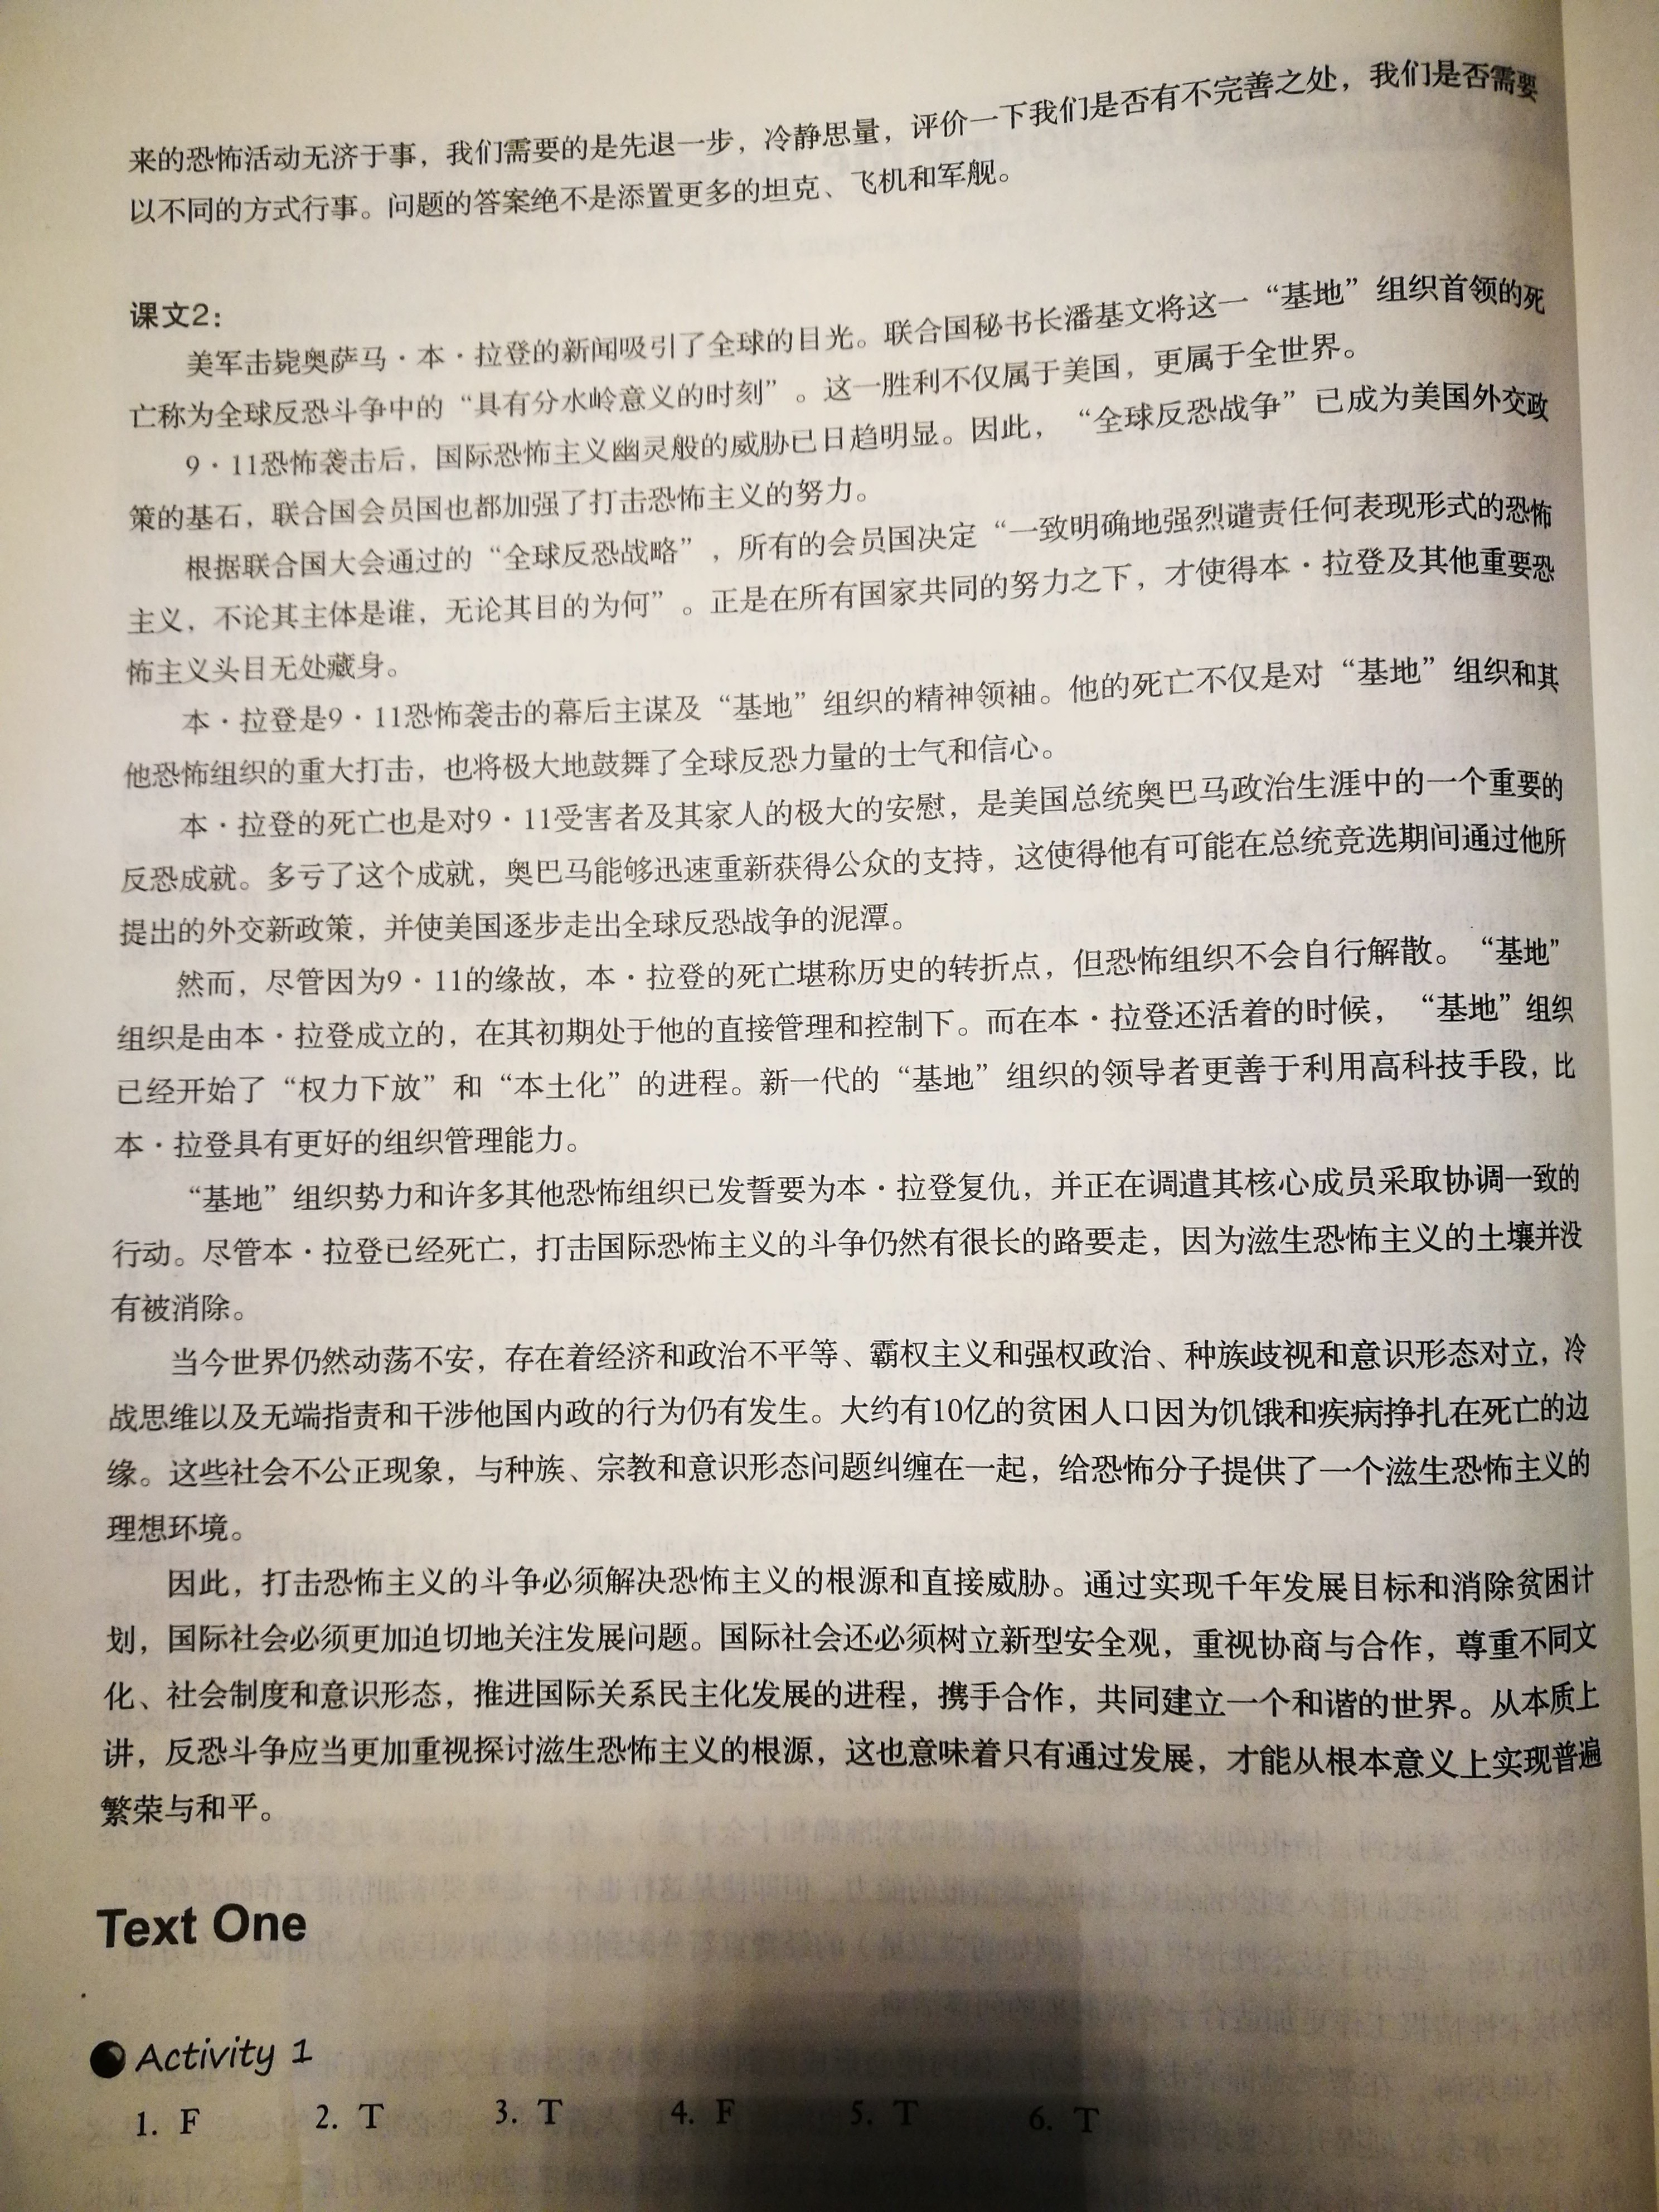 来的恐怖活动无济于事，我们需要的是先退一步，冷静思量，评价一下我们是否有不完善之处，我们是否需要
以不同的方式行事。问题的答案绝不是添置更多的坦克、飞机和军舰。
课文2：
美军击毙奥萨马·本·拉登的新闻吸引了全球的目光。联合国秘书长潘基文将这一“基地”组织首领的死
亡称为全球反恐斗争中的“具有分水岭意义的时刻”。这一胜利不仅属于美国，更属于全世界。
9·11恐怖袭击后，国际恐怖主义幽灵般的威胁已日趋明显。因此，“全球反恐战争”已成为美国外交政
策的基石，联合国会员国也都加强了打击恐怖主义的努力。
根据联合国大会通过的“全球反恐战略”，所有的会员国决定“一致明确地强烈谴责任何表现形式的恐怖
主义，不论其主体是谁，无论其目的为何”。正是在所有国家共同的努力之下，才使得本·拉登及其他重要恐
怖主义头目无处藏身。
本·拉登是9·11恐怖袭击的幕后主谋及“基地”组织的精神领袖。他的死亡不仅是对“基地”组织和其
他恐怖组织的重大打击，也将极大地鼓舞了全球反恐力量的士气和信心。
本·拉登的死亡也是对9·11受害者及其家人的极大的安慰，是美国总统奥巴马政治生涯中的一个重要的
反恐成就。多亏了这个成就，奥巴马能够迅速重新获得公众的支持，这使得他有可能在总统竞选期间通过他所
提出的外交新政策，并使美国逐步走出全球反恐战争的泥潭。
然而，尽管因为9·11的缘故，本·拉登的死亡堪称历史的转折点，但恐怖组织不会自行解散。“基地”
组织是由本·拉登成立的，在其初期处于他的直接管理和控制下。而在本·拉登还活着的时候，“基地”组织
已经开始了“权力下放”和“本土化”的进程。新一代的“基地”组织的领导者更善于利用高科技手段，比
本·拉登具有更好的组织管理能力。
“基地”组织势力和许多其他恐怖组织已发誓要为本·拉登复仇，并正在调遣其核心成员采取协调一致的
行动。尽管本·拉登已经死亡，打击国际恐怖主义的斗争仍然有很长的路要走，因为滋生恐怖主义的土壤并没
有被消除。
当今世界仍然动荡不安，存在着经济和政治不平等、霸权主义和强权政治、种族歧视和意识形态对立，冷
战思维以及无端指责和干涉他国内政的行为仍有发生。大约有10亿的贫困人口因为饥饿和疾病挣扎在死亡的边
缘。这些社会不公正现象，与种族、宗教和意识形态问题纠缠在一起，给恐怖分子提供了一个滋生恐怖主义的
理想环境。
因此，打击恐怖主义的斗争必须解决恐怖主义的根源和直接威胁。通过实现千年发展目标和消除贫困计
划，国际社会必须更加迫切地关注发展问题。国际社会还必须树立新型安全观，重视协商与合作，尊重不同文
化、社会制度和意识形态，推进国际关系民主化发展的进程，携手合作，共同建立一个和谐的世界。从本质上
讲，反恐斗争应当更加重视探讨滋生恐怖主义的根源，这也意味着只有通过发展，才能从根本意义上实现普遍
繁荣与和平。
Text One
Activity 1
1. F 2. T 3. T 4. F 5. T 6. T